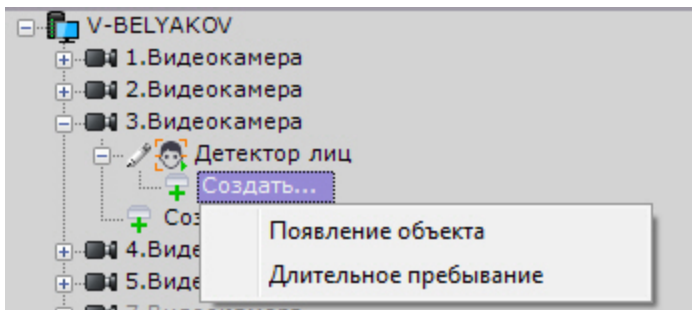 V-BELYAKOV
1.Видеокамера
2.Видеокамера
3.Видеокамера
Детектор лиц
Создать...
Появление объекта
Длительное пребывание